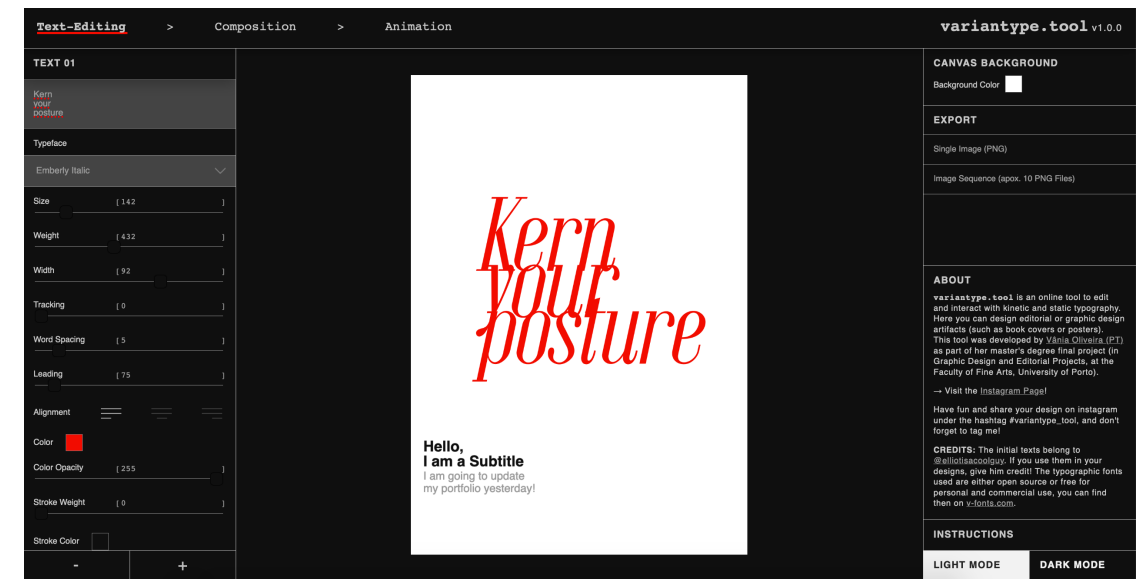 Text-Editing > Composition > Animation
variantype.tool v1.0.0
TEXT 01
Kern
your
posture
Typeface
Emberly Italic
Size [ 142 ]
Weight [ 432 ]
Width [ 92 ]
Tracking [ 0 ]
Word Spacing [ 5 ]
Leading [ 75 ]
Alignment
Color
Color Opacity [ 255 ]
Stroke Weight [ 0 ]
Stroke Color
- +
Kern
your
posture
Hello,
I am a Subtitle
I am going to update
my portfolio yesterday!
CANVAS BACKGROUND
Background Color
EXPORT
Single Image (PNG)
Image Sequence (apox. 10 PNG Files)
ABOUT
variantype.tool is an online tool to edit
and interact with kinetic and static typography.
Here you can design editorial or graphic design
artifacts (such as book covers or posters).
This tool was developed by Vânia Oliveira (PT)
as part of her master's degree final project (in
Graphic Design and Editorial Projects, at the
Faculty of Fine Arts, University of Porto).
→ Visit the Instagram Page!
Have fun and share your design on instagram
under the hashtag #variantype_tool, and don't
forget to tag me!
CREDITS: The initial texts belong to
@elliotisacoolguy. If you use them in your
designs, give him credit! The typographic fonts
used are either open source or free for
personal and commercial use, you can find
then on v-fonts.com.
INSTRUCTIONS
LIGHT MODE DARK MODE